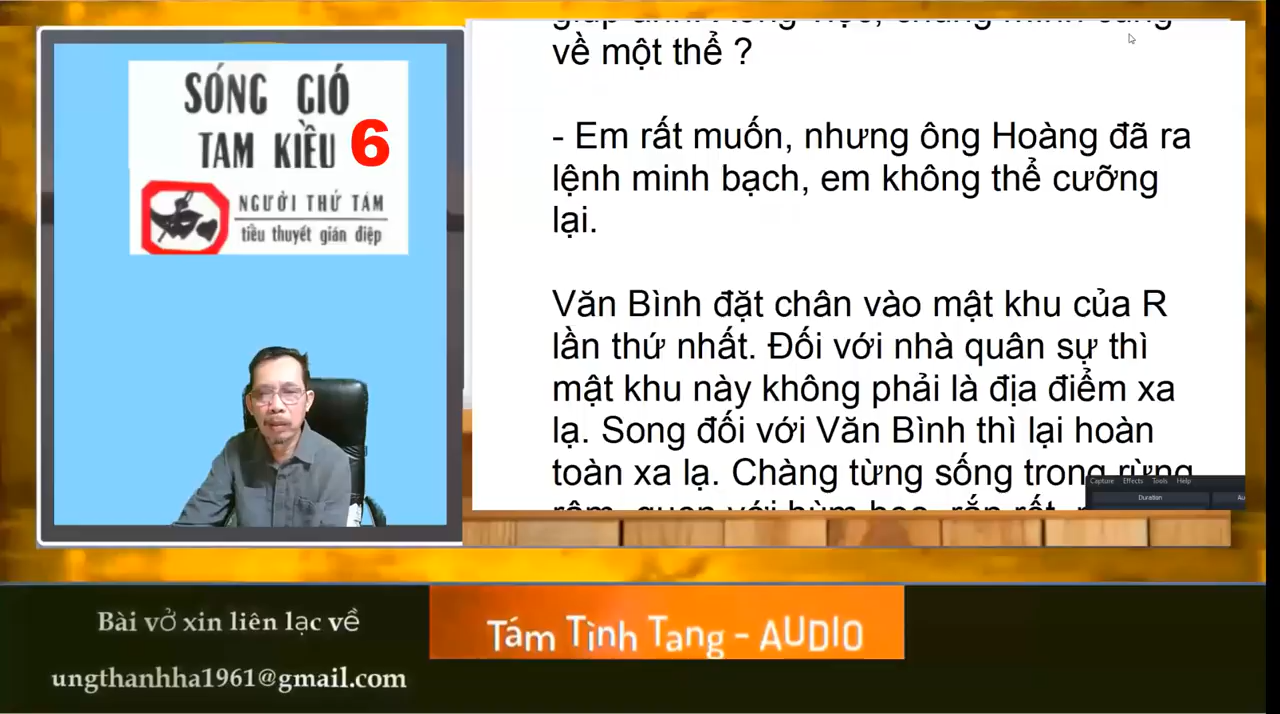 SÓNG GIÓ
TAM KIỀU 6
NGƯỜI THỨ TÁM
tiểu thuyết gián điệp
về một thể ?
- Em rất muốn, nhưng ông Hoàng đã ra
lệnh minh bạch, em không thể cưỡng
lại.
Văn Bình đặt chân vào mật khu của R
lần thứ nhất. Đối với nhà quân sự thì
mật khu này không phải là địa điểm xa
lạ. Song đối với Văn Bình thì lại hoàn
toàn xa lạ. Chàng từng sống trong rừng
Capture Effects Tools Help
Duration
Bài vở xin liên lạc về
ungthanhha1961@gmail.com
Tám Tình Tang - AUDIO